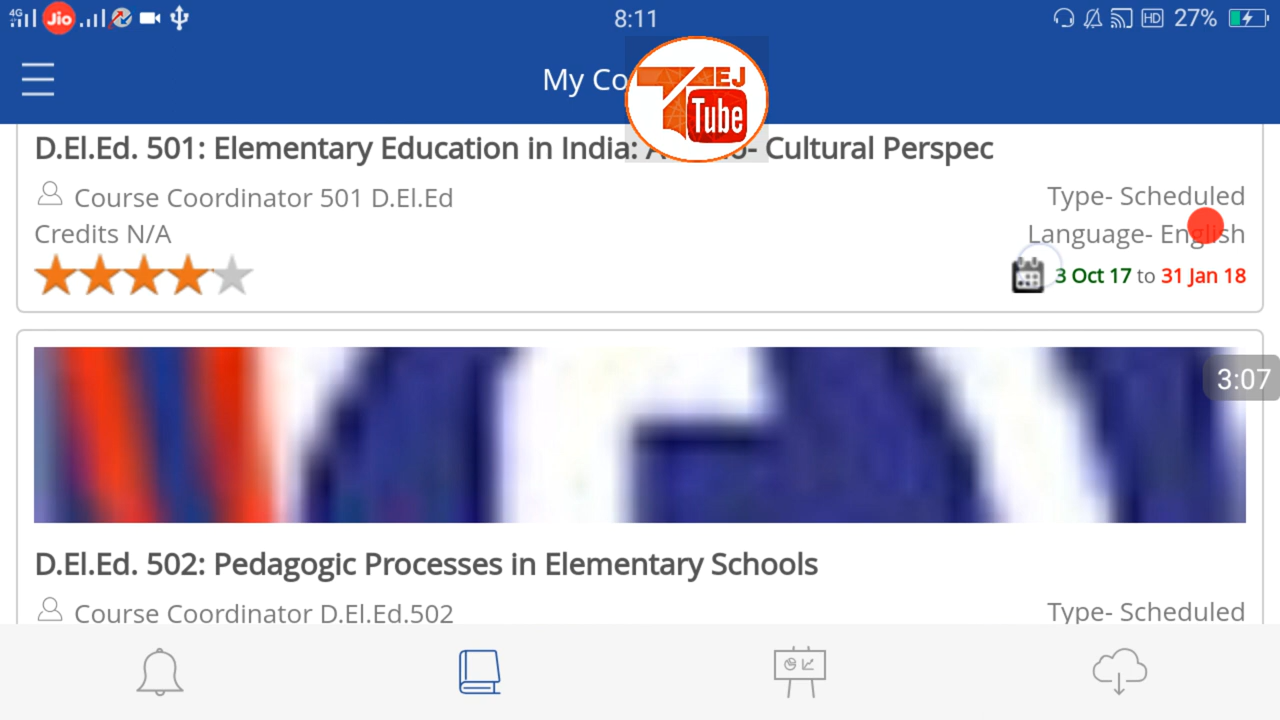 4G Jio 8:11 HD 27%
My Co
EJ
Tube
D.El.Ed. 501: Elementary Education in India: A - Cultural Perspec
Course Coordinator 501 D.El.Ed
Type- Scheduled
Credits N/A
Language- English
3 Oct 17 to 31 Jan 18
3:07
D.El.Ed. 502: Pedagogic Processes in Elementary Schools
Course Coordinator D.El.Ed.502
Type- Scheduled